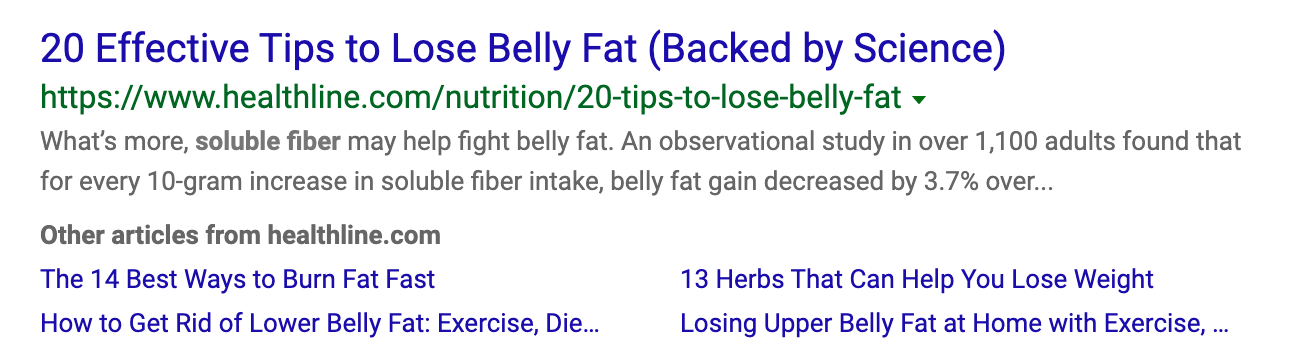 20 Effective Tips to Lose Belly Fat (Backed by Science)
https://www.healthline.com/nutrition/20-tips-to-lose-belly-fat
What’s more, soluble fiber may help fight belly fat. An observational study in over 1,100 adults found that
for every 10-gram increase in soluble fiber intake, belly fat gain decreased by 3.7% over...
Other articles from healthline.com
The 14 Best Ways to Burn Fat Fast
13 Herbs That Can Help You Lose Weight
How to Get Rid of Lower Belly Fat: Exercise, Die...
Losing Upper Belly Fat at Home with Exercise, ...